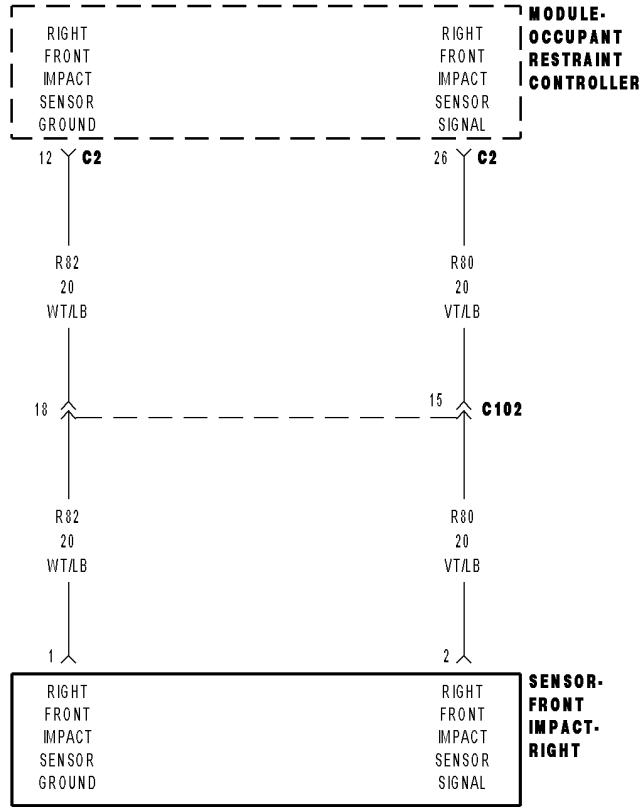 RIGHT
FRONT
IMPACT
SENSOR
GROUND
RIGHT
FRONT
IMPACT
SENSOR
SIGNAL
MODULE-
OCCUPANT
RESTRAINT
CONTROLLER
12 C2
26 C2
R82
20
WT/LB
R80
20
VT/LB
18
15
C102
R82
20
WT/LB
R80
20
VT/LB
1
2
RIGHT
FRONT
IMPACT
SENSOR
GROUND
RIGHT
FRONT
IMPACT
SENSOR
SIGNAL
SENSOR-
FRONT
IMPACT-
RIGHT